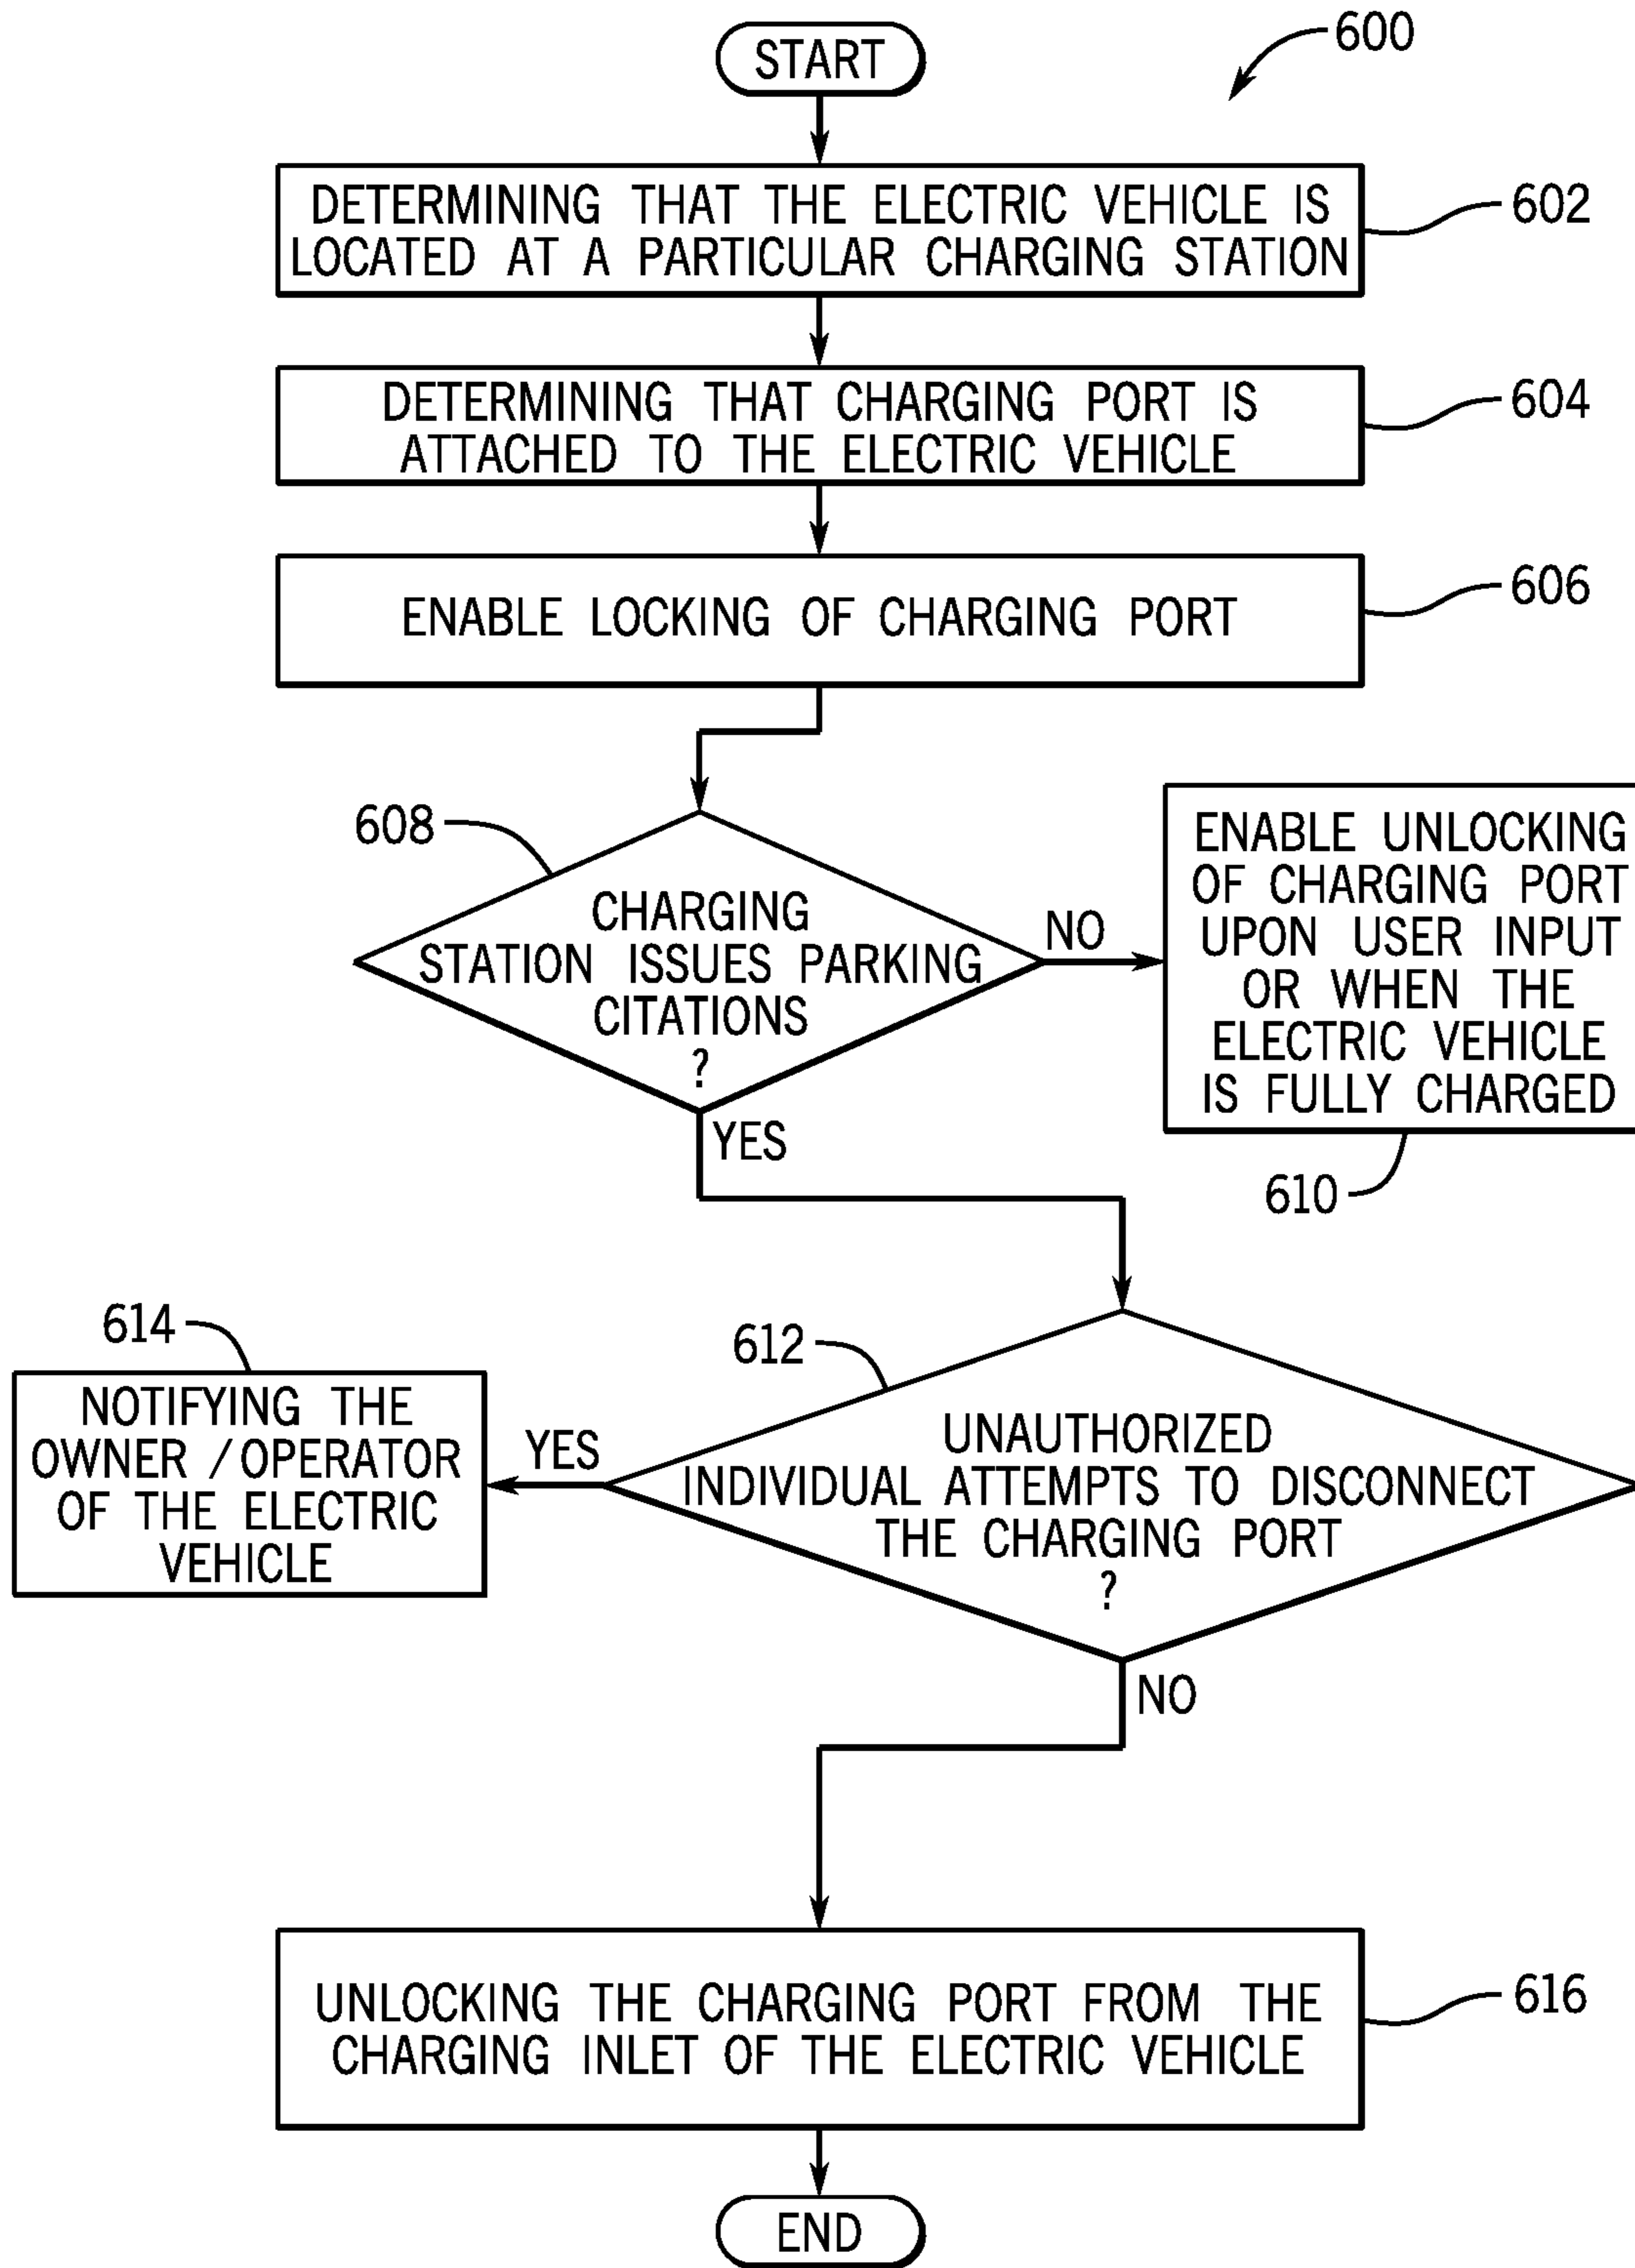 START
600
DETERMINING THAT THE ELECTRIC VEHICLE IS
LOCATED AT A PARTICULAR CHARGING STATION
602
DETERMINING THAT CHARGING PORT IS
ATTACHED TO THE ELECTRIC VEHICLE
604
ENABLE LOCKING OF CHARGING PORT
606
608
CHARGING
STATION ISSUES PARKING
CITATIONS
?
NO
YES
ENABLE UNLOCKING
OF CHARGING PORT
UPON USER INPUT
OR WHEN THE
ELECTRIC VEHICLE
IS FULLY CHARGED
610
612
UNAUTHORIZED
INDIVIDUAL ATTEMPTS TO DISCONNECT
THE CHARGING PORT
?
YES
614
NOTIFYING THE
OWNER / OPERATOR
OF THE ELECTRIC
VEHICLE
NO
UNLOCKING THE CHARGING PORT FROM THE
CHARGING INLET OF THE ELECTRIC VEHICLE
616
END